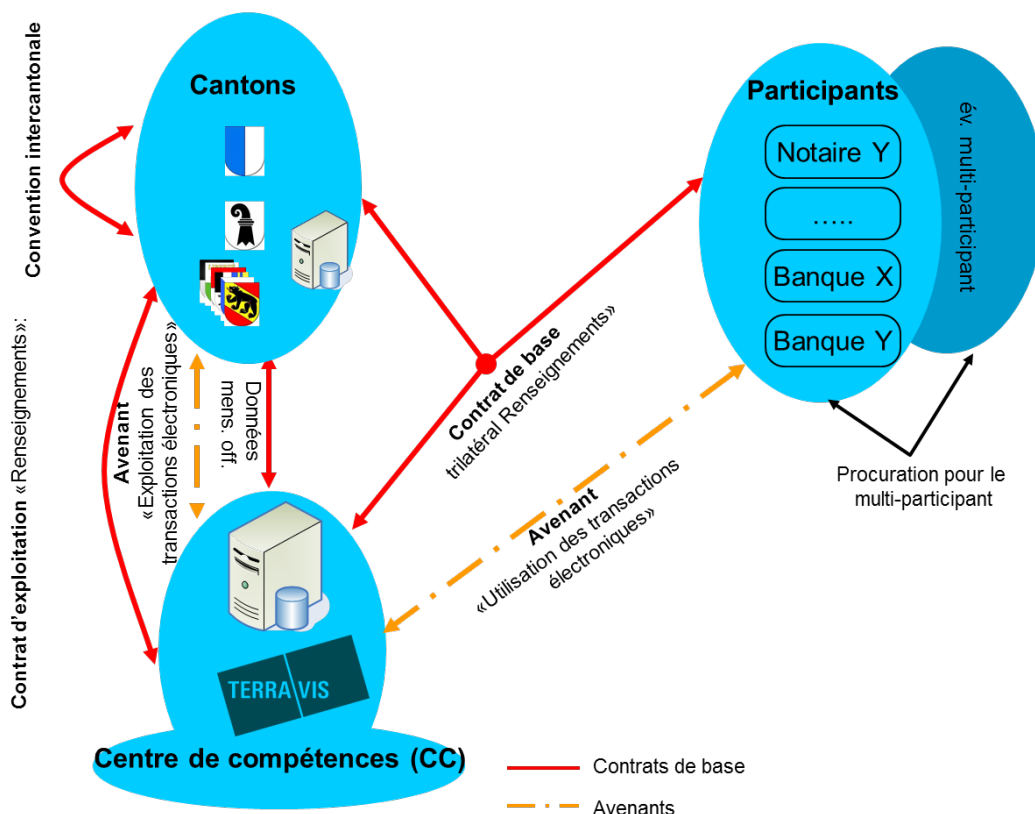 Convention intercantonale
Contrat d'exploitation «Renseignements»:
Cantons
Avenant
«Exploitation des
transactions électroniques»
Données
mens. off.
Contrat de base
trilatéral Renseignements»
Avenant
«Utilisation des transactions
électroniques»
Participants
Notaire Y
.....
Banque X
Banque Y
év. multi-participant
Procuration pour le
multi-participant
TERRAVIS
Centre de compétences (CC)
Contrats de base
Avenants